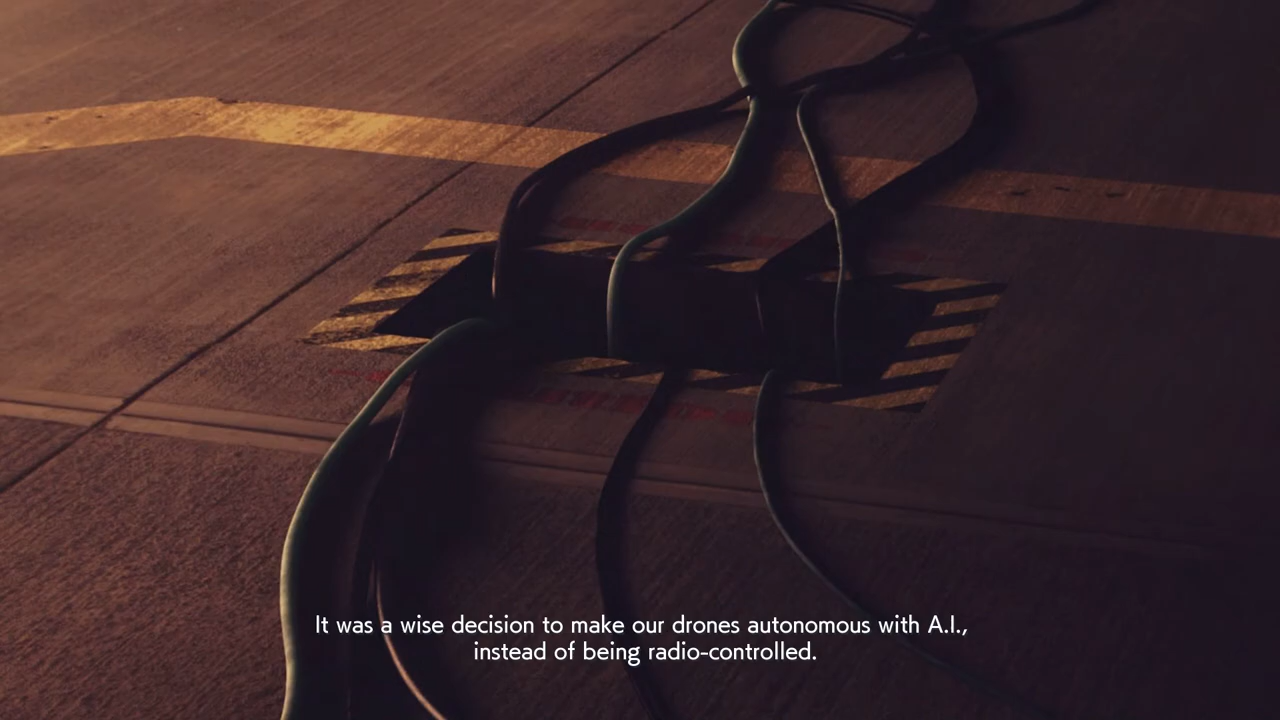 It was a wise decision to make our drones autonomous with A.I.,
instead of being radio-controlled.